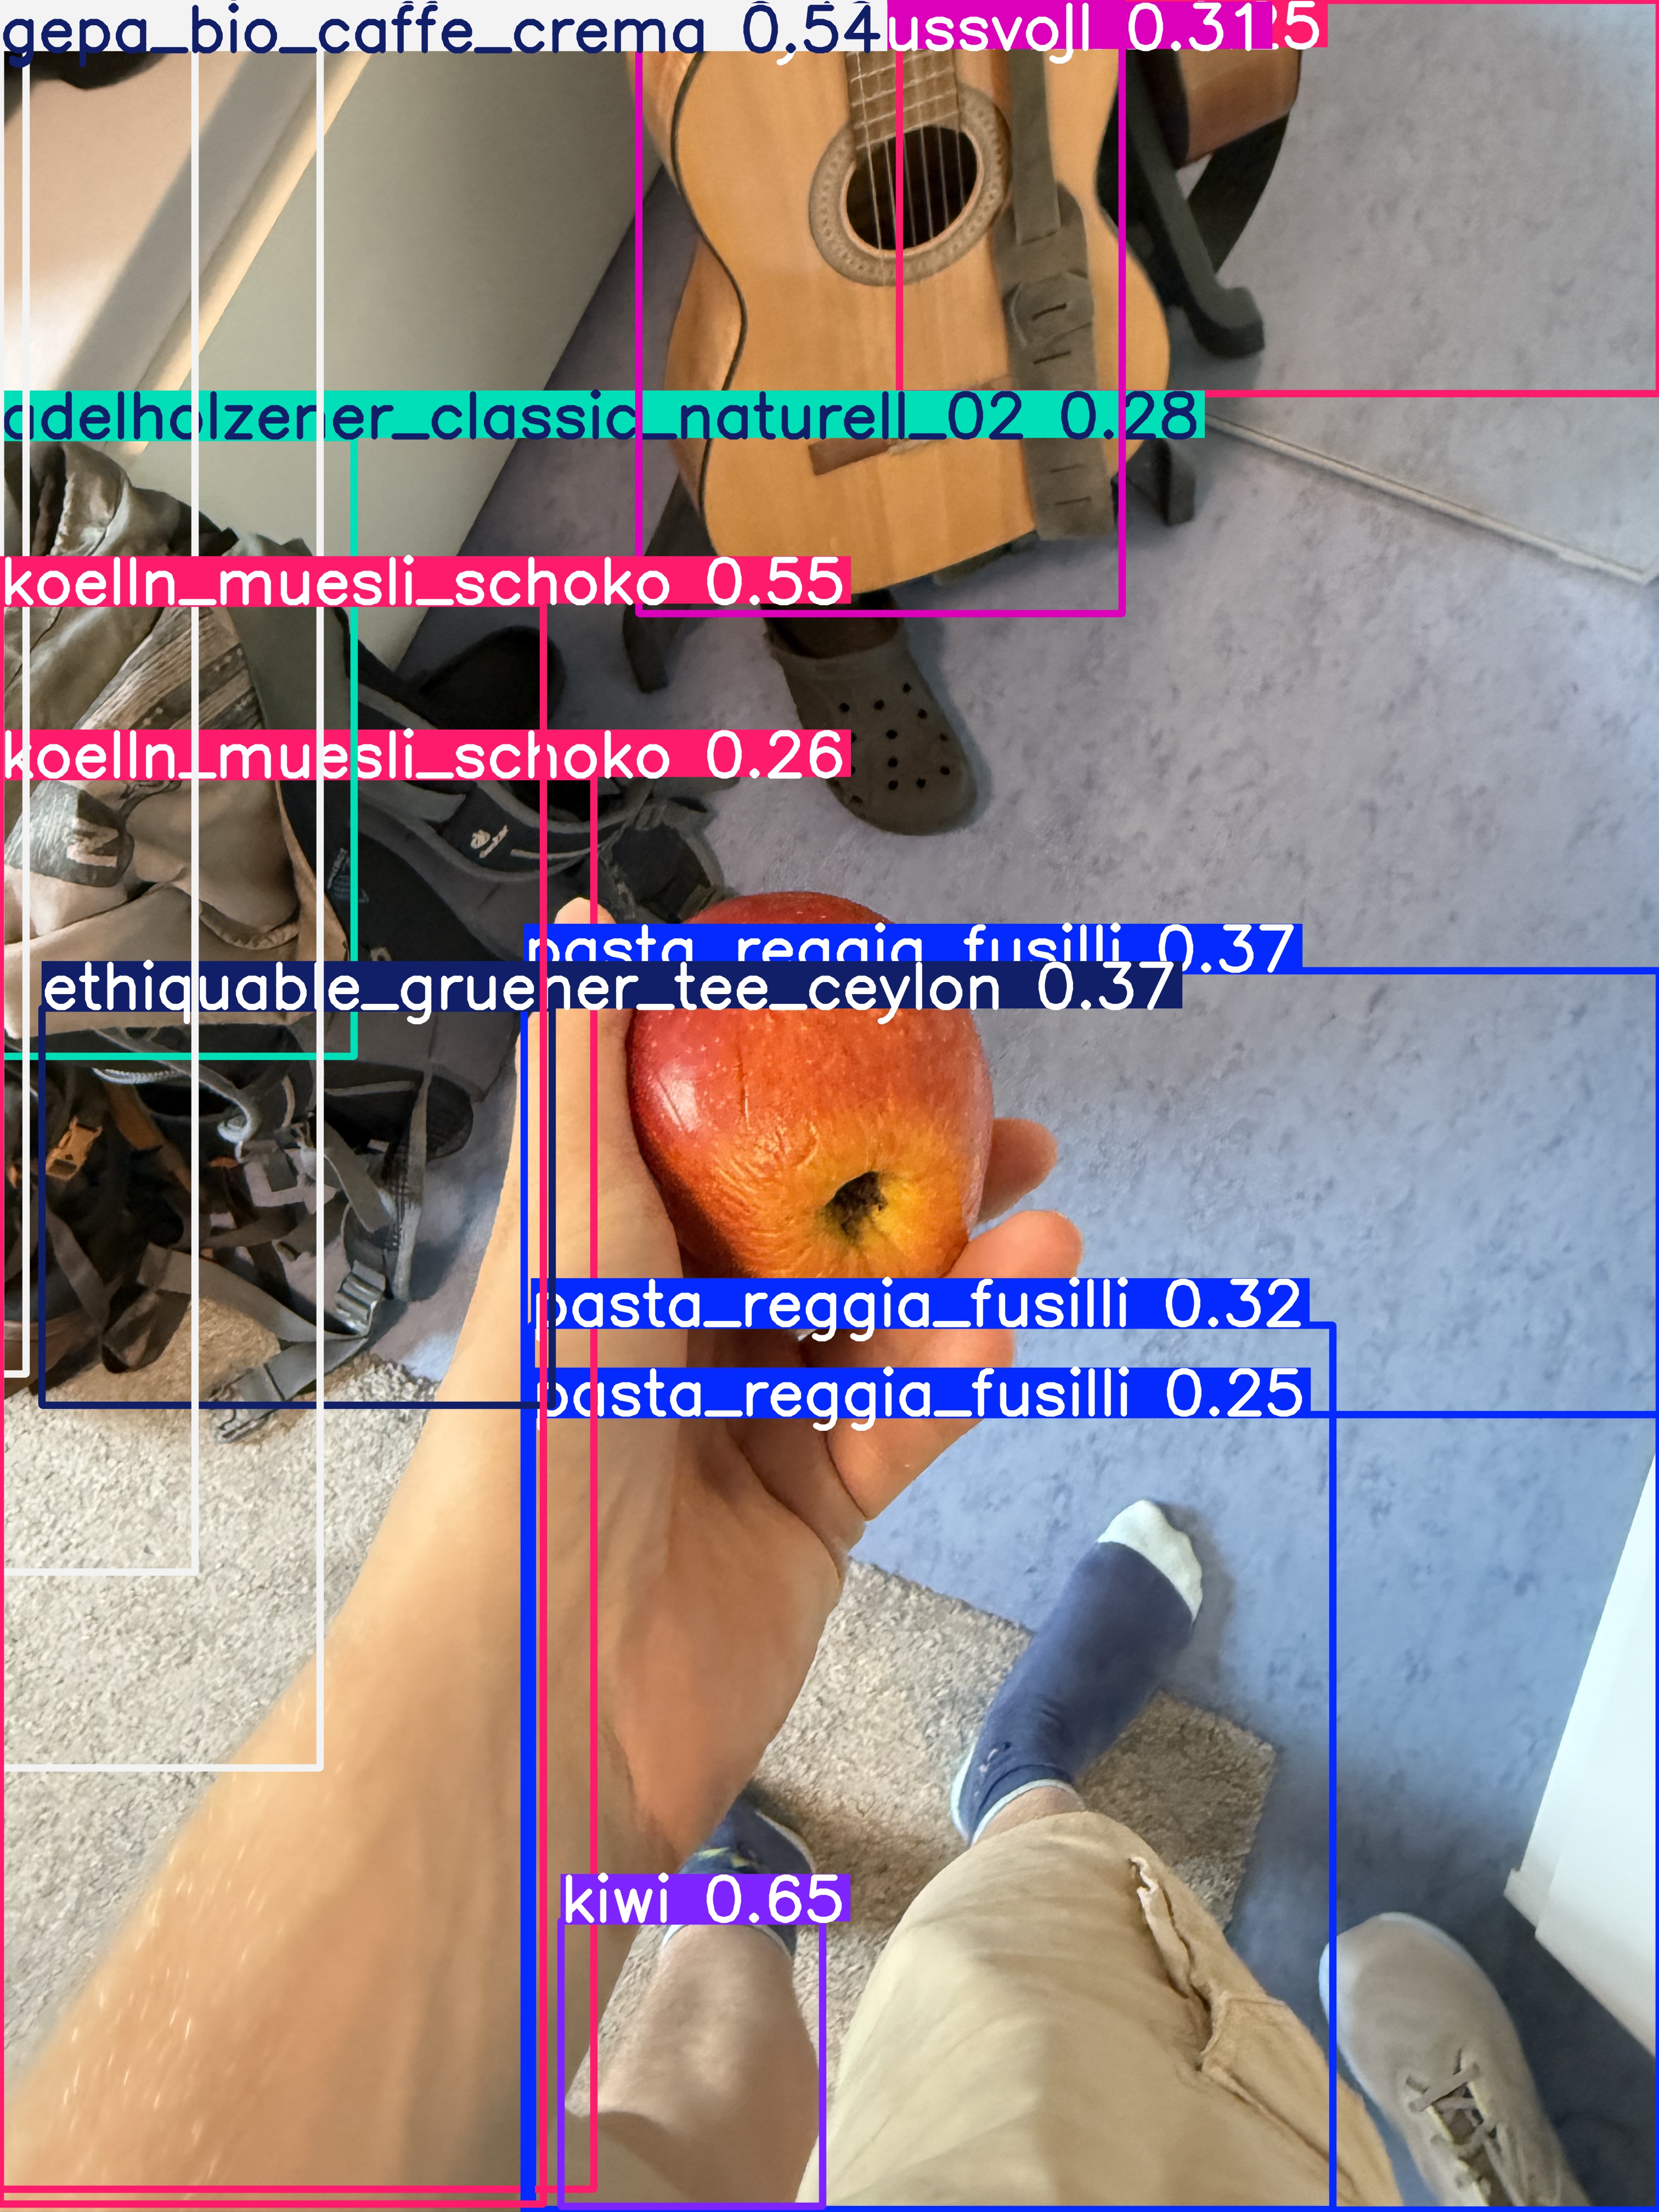 gepa_bio_caffe_crema 0.54
ussvoll 0.31
5
adelholzener_classic_naturell_02 0.28
koelln_muesli_schoko 0.55
koelln_muesli_schoko 0.26
pasta_reggia_fusilli 0.37
ethiquable_gruener_tee_ceylon 0.37
pasta_reggia_fusilli 0.32
pasta_reggia_fusilli 0.25
kiwi 0.65